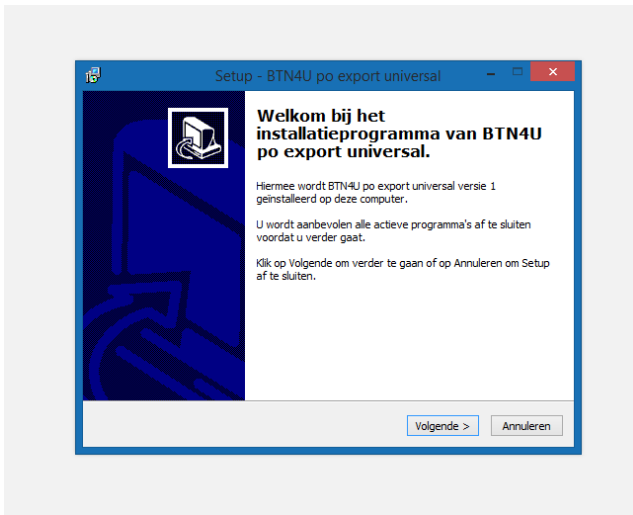 Setup - BTN4U po export universal
Welkom bij het
installatieprogramma van BTN4U
po export universal.
Hiermee wordt BTN4U po export universal versie 1
geïnstalleerd op deze computer.
U wordt aanbevolen alle actieve programma's af te sluiten
voordat u verder gaat.
Klik op Volgende om verder te gaan of op Annuleren om Setup
af te sluiten.
Volgende >
Annuleren